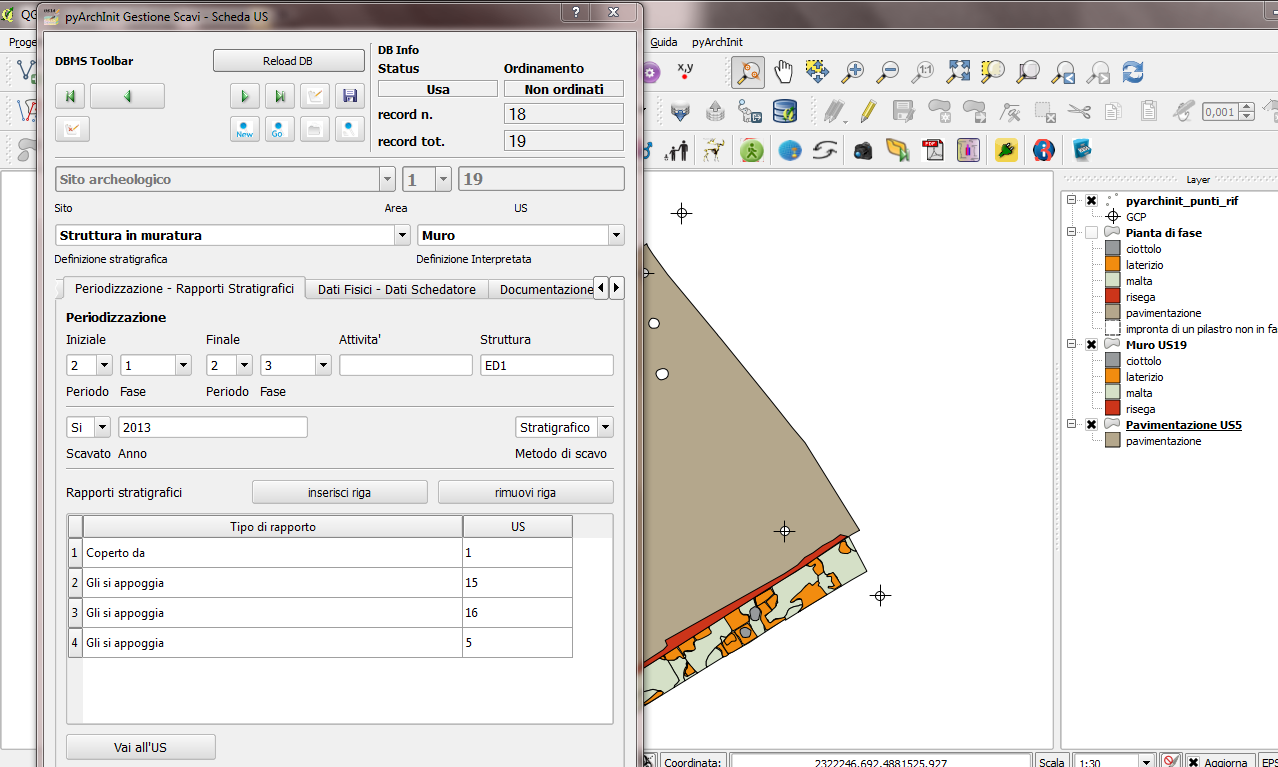 QG
pyArchInit Gestione Scavi - Scheda US
?
Proge
Guida pyArchInit
DBMS Toolbar
Reload DB
DB Info
Status
Ordinamento
Usa
Non ordinati
record n.
18
record tot.
19
New
Go
x,y
1:1
0,001
PDF
Sito archeologico
1
19
Sito
Area
US
Struttura in muratura
Muro
Definizione stratigrafica
Definizione Interpretata
Periodizzazione - Rapporti Stratigrafici
Dati Fisici - Dati Schedatore
Documentazione
Periodizzazione
Iniziale
Finale
Attivita'
Struttura
2
1
2
3
ED1
Periodo
Fase
Periodo
Fase
Si
2013
Stratigrafico
Scavato
Anno
Metodo di scavo
Rapporti stratigrafici
inserisci riga
rimuovi riga
Tipo di rapporto
US
1 Coperto da 1
2 Gli si appoggia 15
3 Gli si appoggia 16
4 Gli si appoggia 5
Vai all'US
Layer
pyarchinit_punti_rif
GCP
Pianta di fase
ciottolo
laterizio
malta
risega
pavimentazione
impronta di un pilastro non in fa
Muro US19
ciottolo
laterizio
malta
risega
Pavimentazione US5
pavimentazione
Coordinata:
2322246.692,4881525.927
Scala
1:30
Aggiorna
EPS